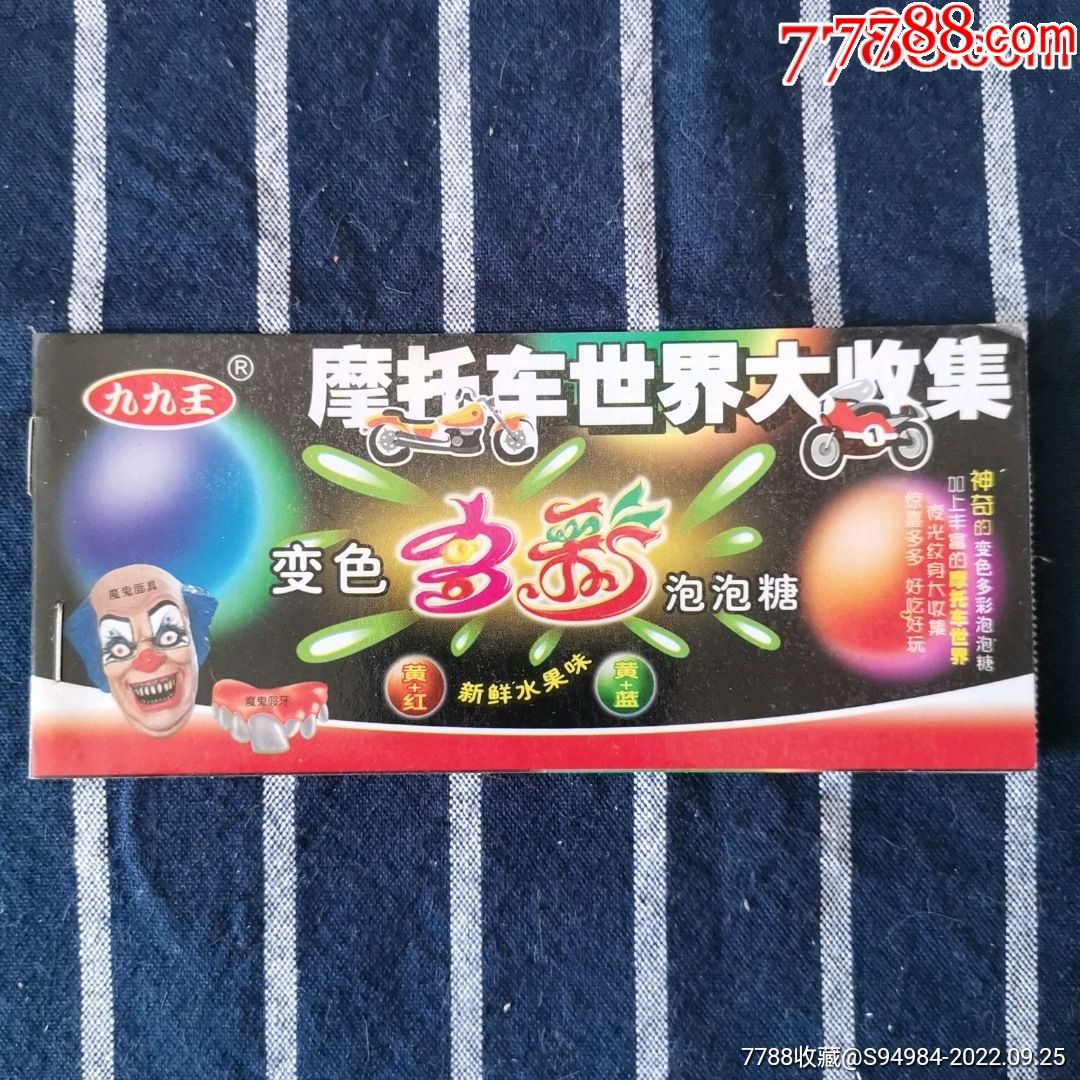 7788.com
九九王®
摩托车世界大收集
1
变色
多彩
泡泡糖
神奇的变色多彩泡泡糖
加上丰富的摩托车世界
夜光纹身大收集
惊喜多多 好吃好玩
魔鬼面具
魔鬼假牙
黄+红
新鲜水果味
黄+蓝
7788收藏@S94984-2022.09.25